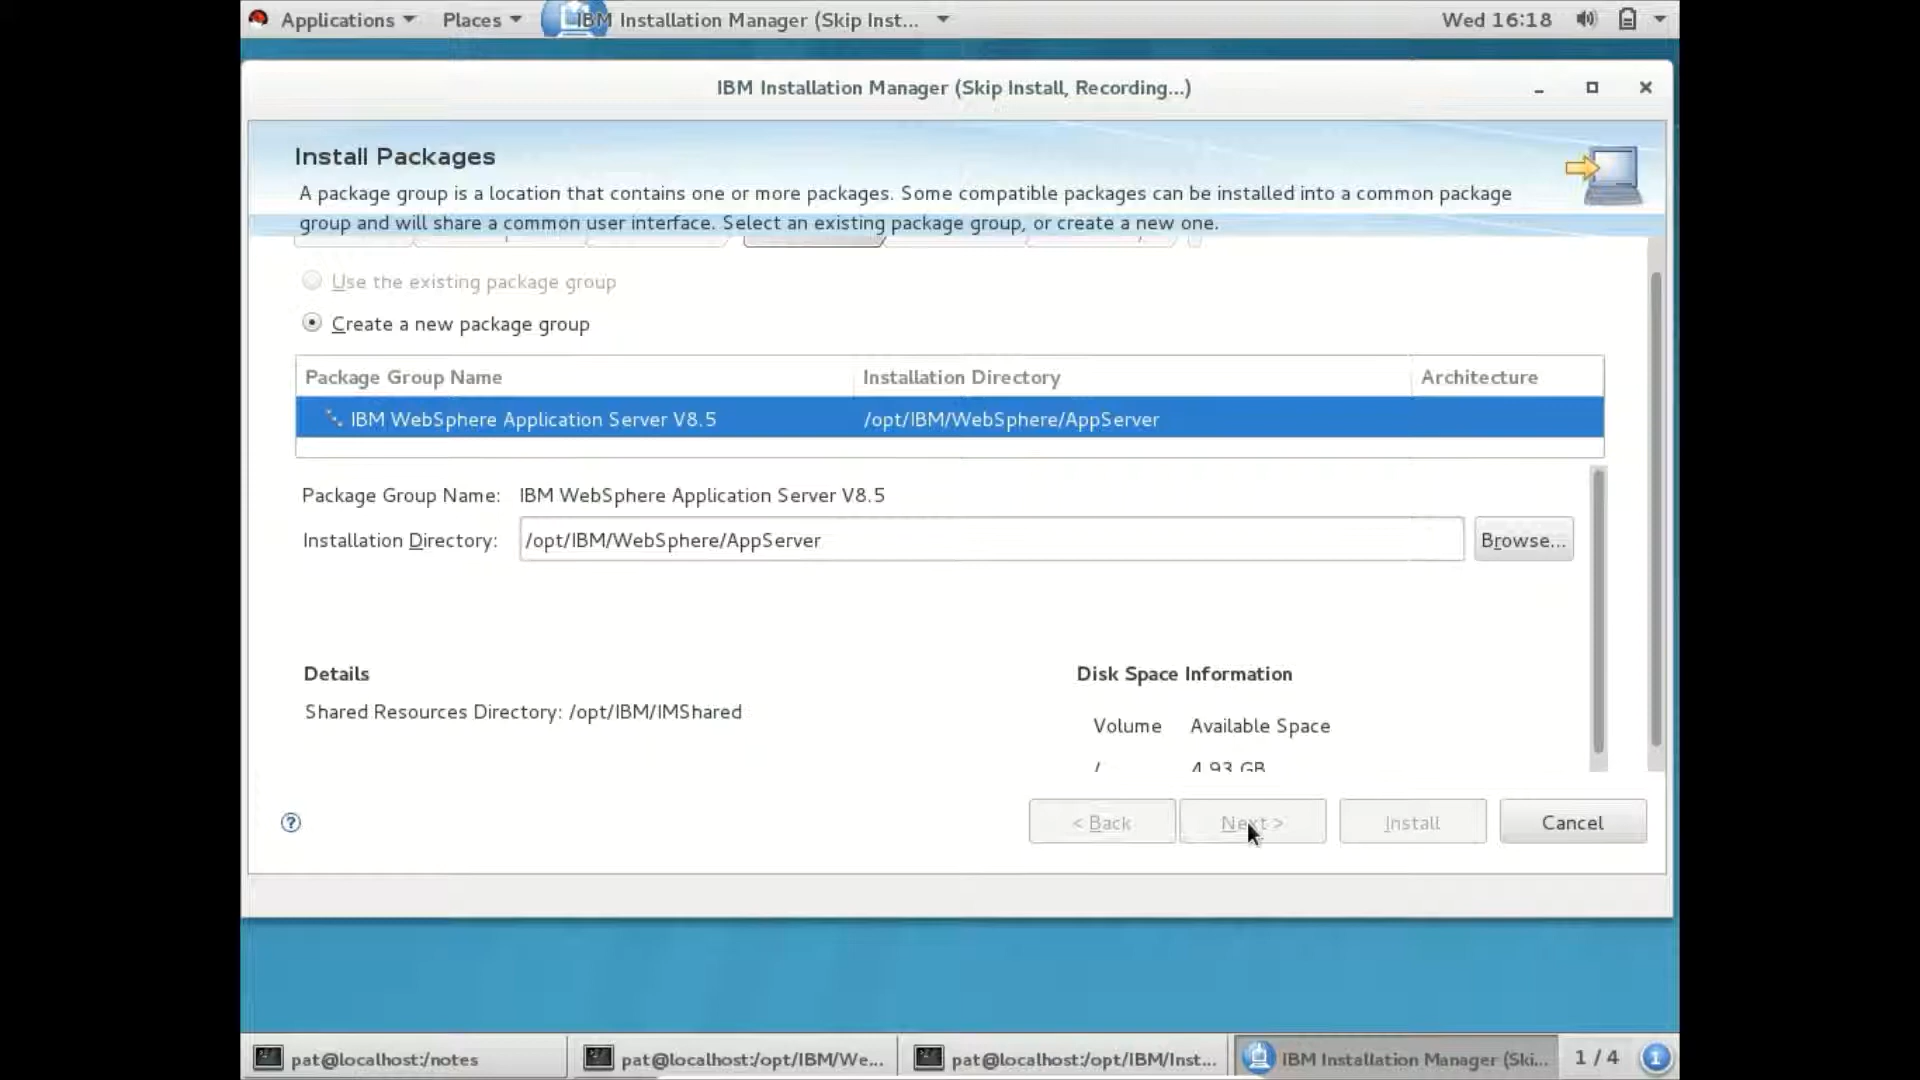 Applications
Places
IBM Installation Manager (Skip Inst...
Wed 16:18
IBM Installation Manager (Skip Install, Recording...)
Install Packages
A package group is a location that contains one or more packages. Some compatible packages can be installed into a common package
group and will share a common user interface. Select an existing package group, or create a new one.
Use the existing package group
Create a new package group
Package Group Name
Installation Directory
Architecture
IBM WebSphere Application Server V8.5
/opt/IBM/WebSphere/AppServer
Package Group Name:
IBM WebSphere Application Server V8.5
Installation Directory:
/opt/IBM/WebSphere/AppServer
Browse...
Details
Disk Space Information
Shared Resources Directory: /opt/IBM/IMShared
Volume
Available Space
/
4.93 GB
?
< Back
Next >
Install
Cancel
pat@localhost:/notes
pat@localhost:/opt/IBM/We...
pat@localhost:/opt/IBM/Inst...
IBM Installation Manager (Ski...
1 / 4
1